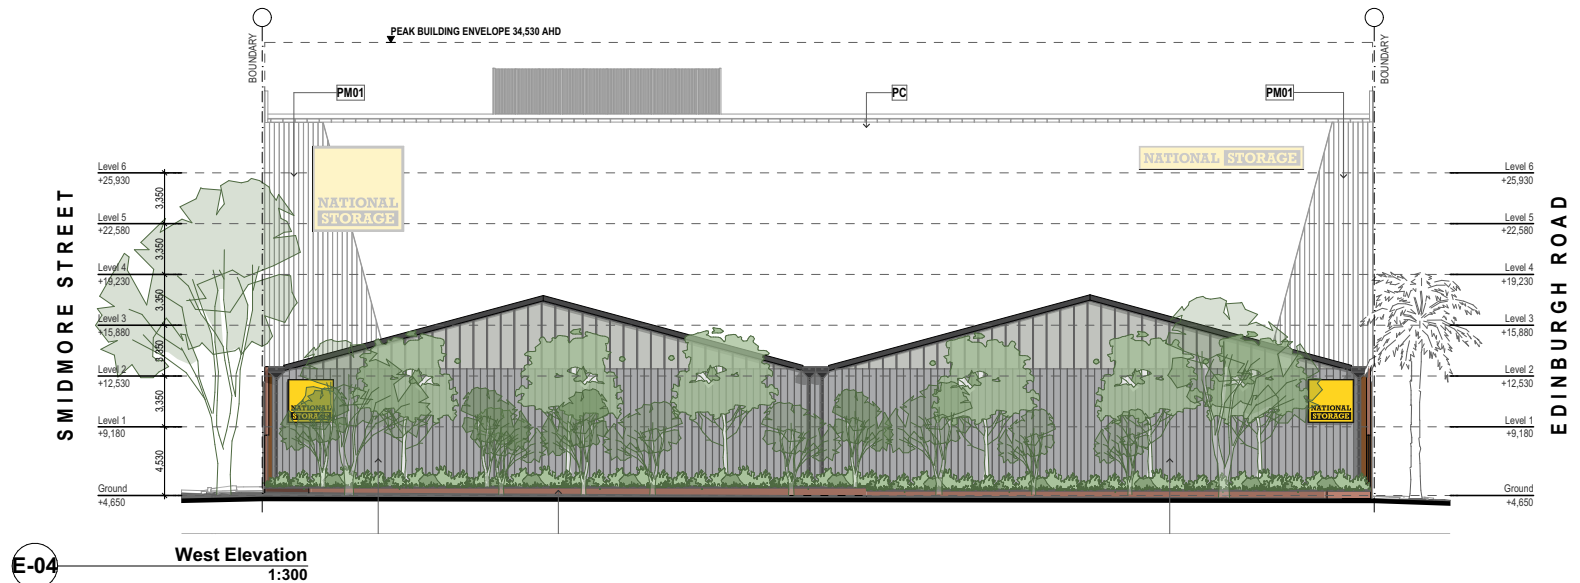 PEAK BUILDING ENVELOPE 34,530 AHD
BOUNDARY
BOUNDARY
PM01
PC
PM01
NATIONAL
STORAGE
NATIONAL STORAGE
SMIDMORE STREET
EDINBURGH ROAD
Level 6
+25,930
3,350
Level 5
+22,580
3,350
Level 4
+19,230
3,350
Level 3
+15,880
3,350
Level 2
+12,530
3,350
Level 1
+9,180
4,530
Ground
+4,650
Level 6
+25,930
Level 5
+22,580
Level 4
+19,230
Level 3
+15,880
Level 2
+12,530
Level 1
+9,180
Ground
+4,650
NATIONAL
STORAGE
NATIONAL
STORAGE
E-04
West Elevation
1:300